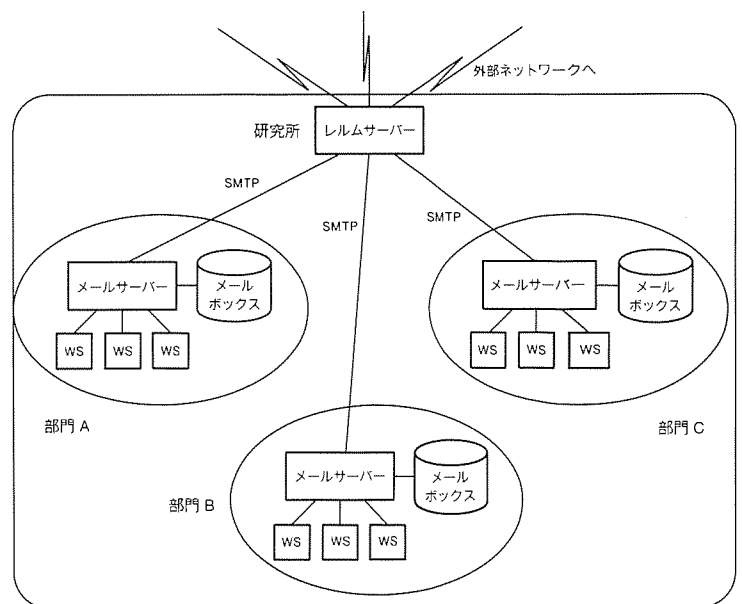 外部ネットワークへ
研究所
レルムサーバー
SMTP
SMTP
SMTP
メールサーバー
メール
ボックス
WS
WS
WS
部門 A
メールサーバー
メール
ボックス
WS
WS
WS
部門 C
メールサーバー
メール
ボックス
WS
WS
WS
部門 B